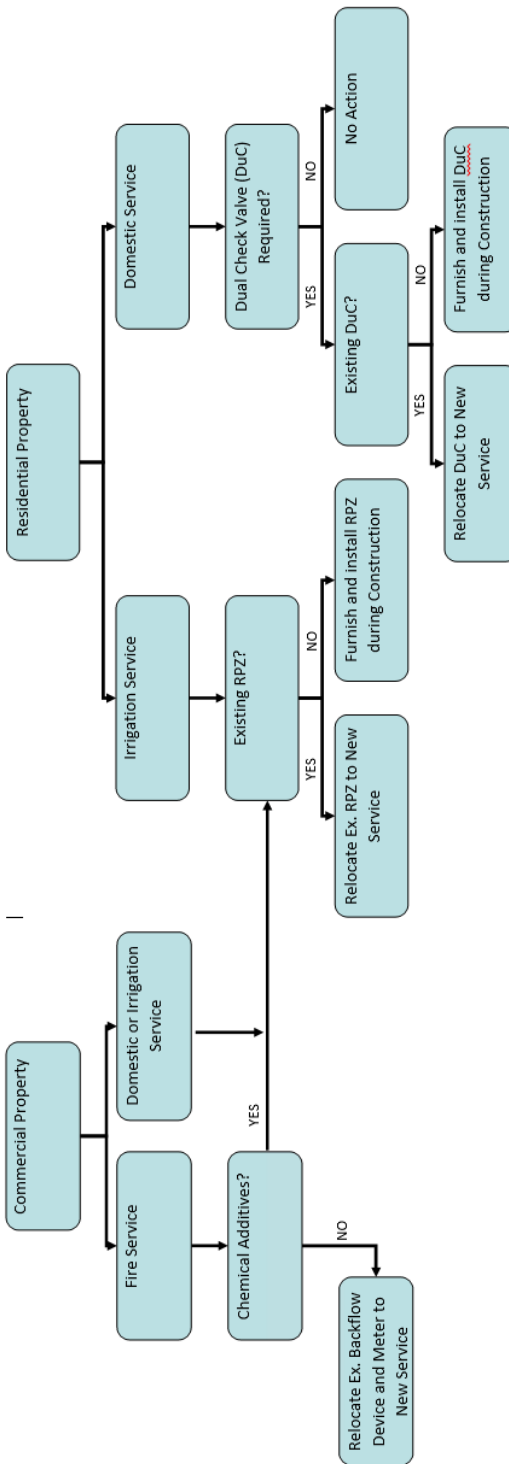 Commercial Property
Residential Property
Fire Service
Domestic or Irrigation
Service
Irrigation Service
Domestic Service
Chemical Additives?
YES
Existing RPZ?
Dual Check Valve (DuC)
Required?
NO
YES
NO
YES
NO
Relocate Ex. Backflow
Device and Meter to
New Service
Relocate Ex. RPZ to New
Service
Furnish and install RPZ
during Construction
Existing DuC?
No Action
YES
NO
Relocate DuC to New
Service
Furnish and install DuC
during Construction